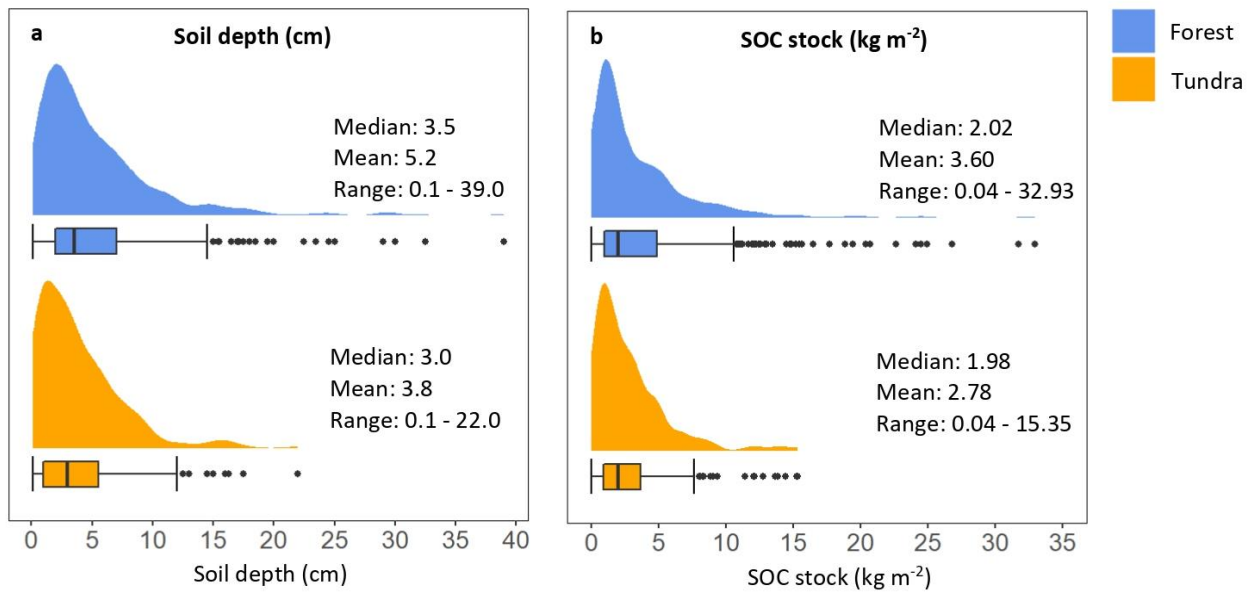 a
Soil depth (cm)
Median: 3.5
Mean: 5.2
Range: 0.1 - 39.0
Median: 3.0
Mean: 3.8
Range: 0.1 - 22.0
0 5 10 15 20 25 30 35 40
Soil depth (cm)
b
SOC stock (kg m⁻²)
Median: 2.02
Mean: 3.60
Range: 0.04 - 32.93
Median: 1.98
Mean: 2.78
Range: 0.04 - 15.35
0 5 10 15 20 25 30 35
SOC stock (kg m⁻²)
Forest
Tundra